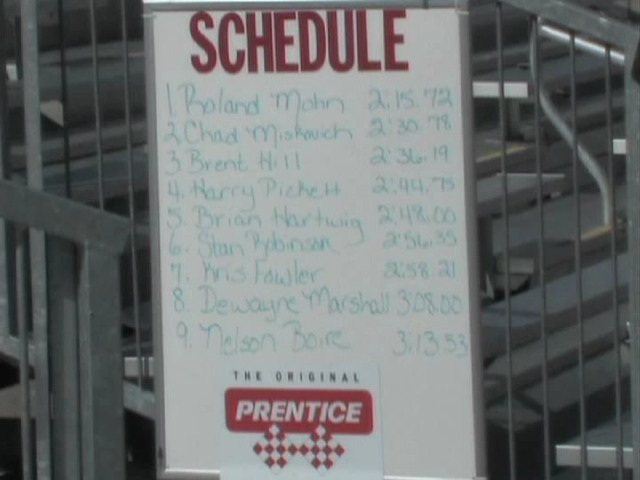 SCHEDULE
1 Roland Mohn 2:15.72
2 Chad Miskovich 2:30.78
3 Brent Hill 2:36.19
4. Harry Pickett 2:44.75
5. Brian Hartwig 2:48.00
6. Stan Robinson 2:56.35
7. Kris Fowler 2:58.21
8. Dewayne Marshall 3:08.00
9. Nelson Boire 3:13.53
THE ORIGINAL
PRENTICE